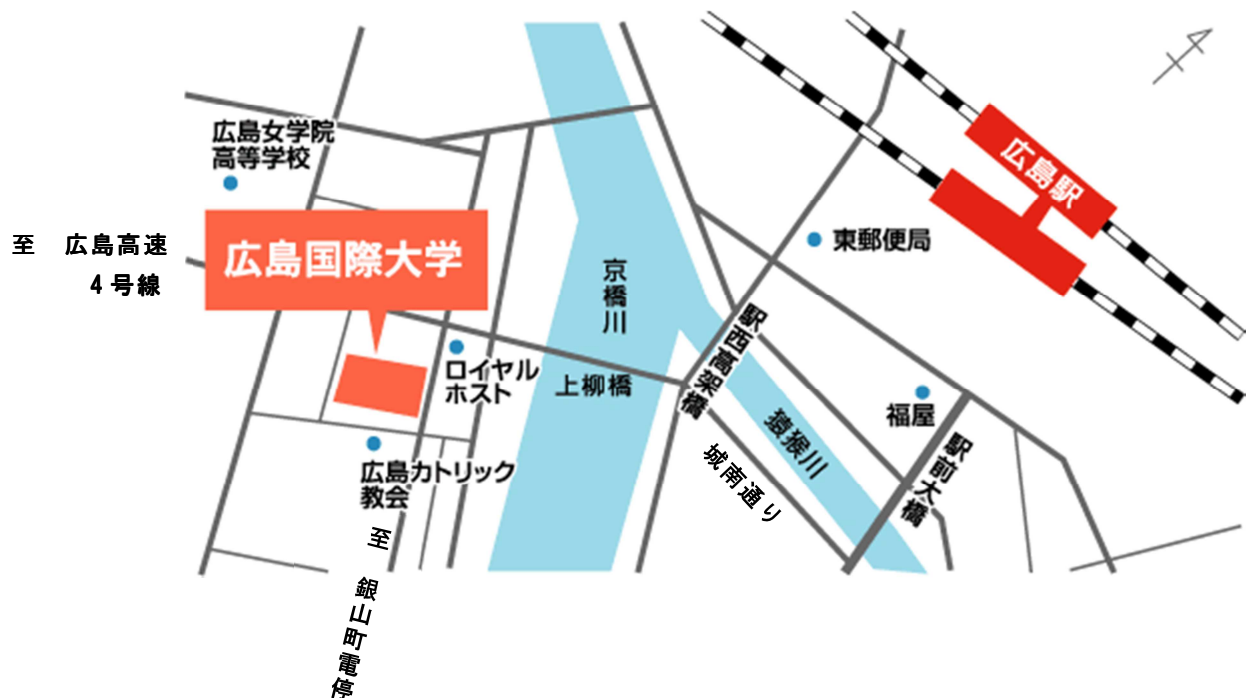 広島女学院
高等学校
至 広島高速
4号線
広島国際大学
京橋川
ロイヤル
ホスト
上柳橋
広島カトリック
教会
至 銀山町電停
広島駅
東郵便局
駅西高架橋
猿猴川
城南通り
福屋
駅前大橋